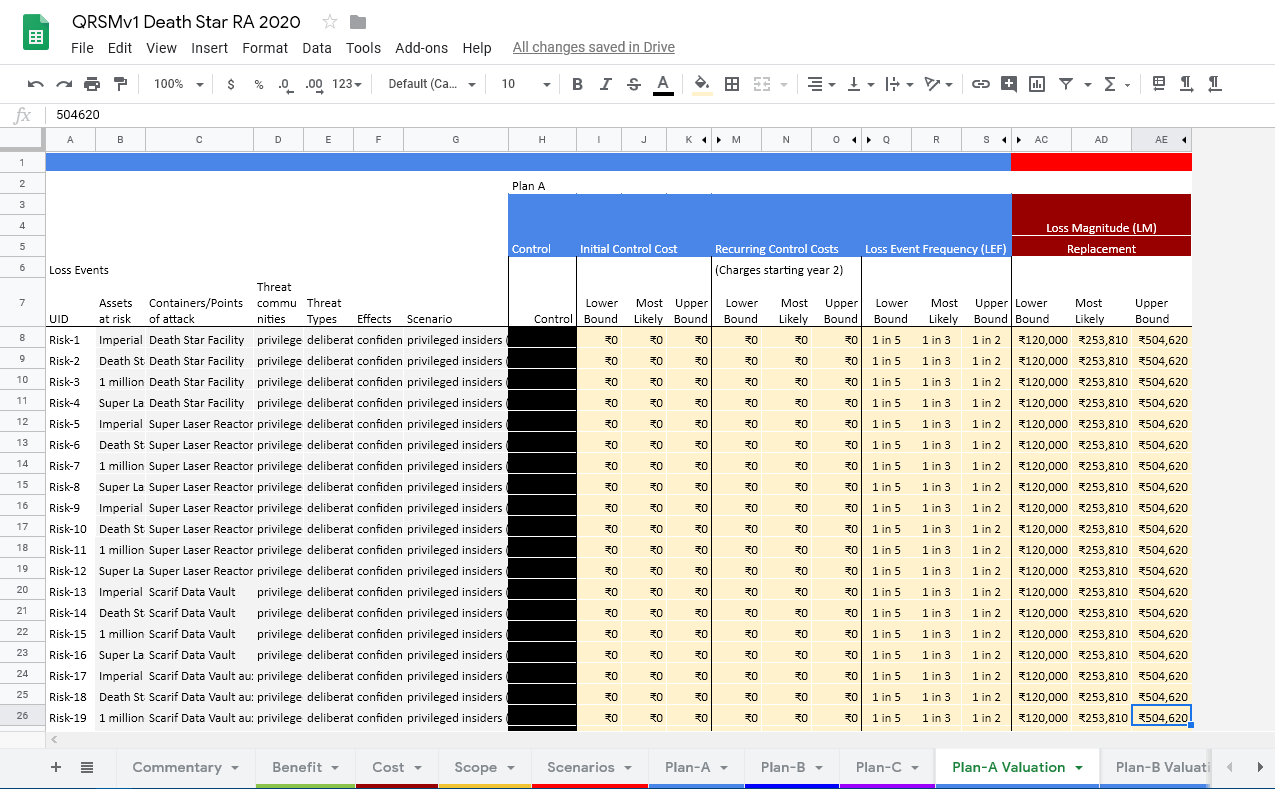 QRSMv1 Death Star RA 2020
File Edit View Insert Format Data Tools Add-ons Help All changes saved in Drive
100% $ % .0 .00 123 Default (Ca... 10 B I S A
fx 504620
A B C D E F G H I J K M N O Q R S AC AD AE
1
2 Plan A
3
4 Loss Magnitude (LM)
5 Control Initial Control Cost Recurring Control Costs Loss Event Frequency (LEF) Replacement
6 Loss Events (Charges starting year 2)
7 UID Assets at risk Containers/Points of attack Threat commu nities Threat Types Effects Scenario Control Lower Bound Most Likely Upper Bound Lower Bound Most Likely Upper Bound Lower Bound Most Likely Upper Bound Lower Bound Most Likely Upper Bound
8 Risk-1 Imperial Death Star Facility privilege deliberat confiden privileged insiders ₹0 ₹0 ₹0 ₹0 ₹0 ₹0 1 in 5 1 in 3 1 in 2 ₹120,000 ₹253,810 ₹504,620
9 Risk-2 Death St Death Star Facility privilege deliberat confiden privileged insiders ₹0 ₹0 ₹0 ₹0 ₹0 ₹0 1 in 5 1 in 3 1 in 2 ₹120,000 ₹253,810 ₹504,620
10 Risk-3 1 million Death Star Facility privilege deliberat confiden privileged insiders ₹0 ₹0 ₹0 ₹0 ₹0 ₹0 1 in 5 1 in 3 1 in 2 ₹120,000 ₹253,810 ₹504,620
11 Risk-4 Super La Death Star Facility privilege deliberat confiden privileged insiders ₹0 ₹0 ₹0 ₹0 ₹0 ₹0 1 in 5 1 in 3 1 in 2 ₹120,000 ₹253,810 ₹504,620
12 Risk-5 Imperial Super Laser Reactor privilege deliberat confiden privileged insiders ₹0 ₹0 ₹0 ₹0 ₹0 ₹0 1 in 5 1 in 3 1 in 2 ₹120,000 ₹253,810 ₹504,620
13 Risk-6 Death St Super Laser Reactor privilege deliberat confiden privileged insiders ₹0 ₹0 ₹0 ₹0 ₹0 ₹0 1 in 5 1 in 3 1 in 2 ₹120,000 ₹253,810 ₹504,620
14 Risk-7 1 million Super Laser Reactor privilege deliberat confiden privileged insiders ₹0 ₹0 ₹0 ₹0 ₹0 ₹0 1 in 5 1 in 3 1 in 2 ₹120,000 ₹253,810 ₹504,620
15 Risk-8 Super La Super Laser Reactor privilege deliberat confiden privileged insiders ₹0 ₹0 ₹0 ₹0 ₹0 ₹0 1 in 5 1 in 3 1 in 2 ₹120,000 ₹253,810 ₹504,620
16 Risk-9 Imperial Super Laser Reactor privilege deliberat confiden privileged insiders ₹0 ₹0 ₹0 ₹0 ₹0 ₹0 1 in 5 1 in 3 1 in 2 ₹120,000 ₹253,810 ₹504,620
17 Risk-10 Death St Super Laser Reactor privilege deliberat confiden privileged insiders ₹0 ₹0 ₹0 ₹0 ₹0 ₹0 1 in 5 1 in 3 1 in 2 ₹120,000 ₹253,810 ₹504,620
18 Risk-11 1 million Super Laser Reactor privilege deliberat confiden privileged insiders ₹0 ₹0 ₹0 ₹0 ₹0 ₹0 1 in 5 1 in 3 1 in 2 ₹120,000 ₹253,810 ₹504,620
19 Risk-12 Super La Super Laser Reactor privilege deliberat confiden privileged insiders ₹0 ₹0 ₹0 ₹0 ₹0 ₹0 1 in 5 1 in 3 1 in 2 ₹120,000 ₹253,810 ₹504,620
20 Risk-13 Imperial Scarif Data Vault privilege deliberat confiden privileged insiders ₹0 ₹0 ₹0 ₹0 ₹0 ₹0 1 in 5 1 in 3 1 in 2 ₹120,000 ₹253,810 ₹504,620
21 Risk-14 Death St Scarif Data Vault privilege deliberat confiden privileged insiders ₹0 ₹0 ₹0 ₹0 ₹0 ₹0 1 in 5 1 in 3 1 in 2 ₹120,000 ₹253,810 ₹504,620
22 Risk-15 1 million Scarif Data Vault privilege deliberat confiden privileged insiders ₹0 ₹0 ₹0 ₹0 ₹0 ₹0 1 in 5 1 in 3 1 in 2 ₹120,000 ₹253,810 ₹504,620
23 Risk-16 Super La Scarif Data Vault privilege deliberat confiden privileged insiders ₹0 ₹0 ₹0 ₹0 ₹0 ₹0 1 in 5 1 in 3 1 in 2 ₹120,000 ₹253,810 ₹504,620
24 Risk-17 Imperial Scarif Data Vault au privilege deliberat confiden privileged insiders ₹0 ₹0 ₹0 ₹0 ₹0 ₹0 1 in 5 1 in 3 1 in 2 ₹120,000 ₹253,810 ₹504,620
25 Risk-18 Death St Scarif Data Vault au privilege deliberat confiden privileged insiders ₹0 ₹0 ₹0 ₹0 ₹0 ₹0 1 in 5 1 in 3 1 in 2 ₹120,000 ₹253,810 ₹504,620
26 Risk-19 1 million Scarif Data Vault au privilege deliberat confiden privileged insiders ₹0 ₹0 ₹0 ₹0 ₹0 ₹0 1 in 5 1 in 3 1 in 2 ₹120,000 ₹253,810 ₹504,620
Commentary Benefit Cost Scope Scenarios Plan-A Plan-B Plan-C Plan-A Valuation Plan-B Valuati